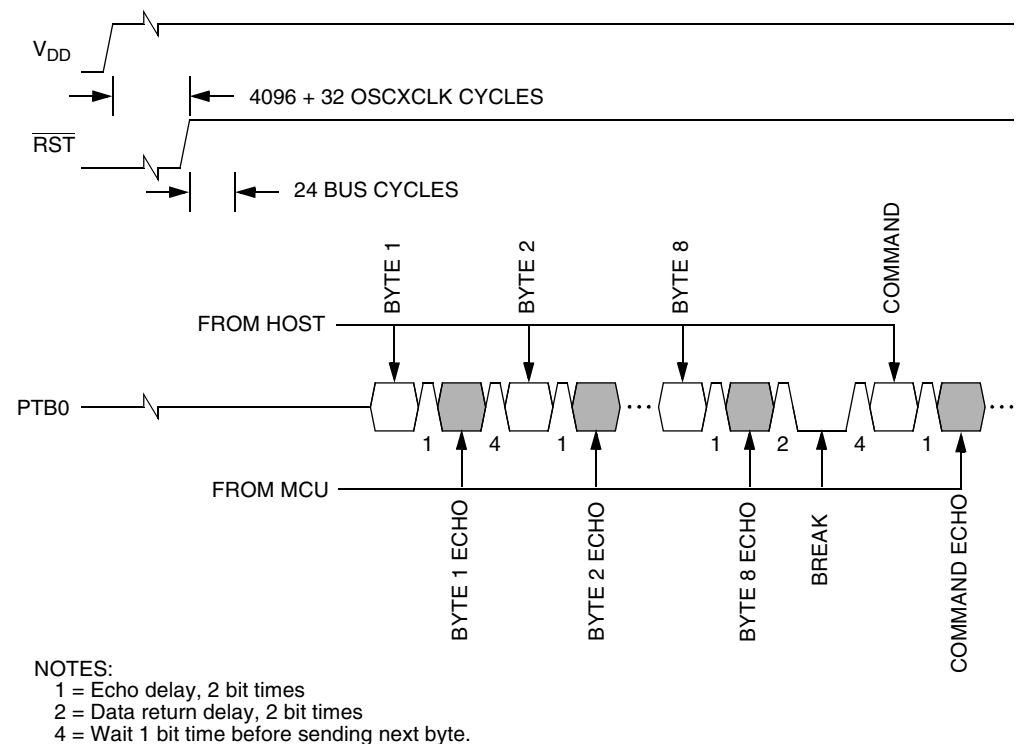 VDD
4096 + 32 OSCXCLK CYCLES
RST
24 BUS CYCLES
BYTE 1
BYTE 2
BYTE 8
COMMAND
FROM HOST
PTB0
1
4
1
1
2
4
1
FROM MCU
BYTE 1 ECHO
BYTE 2 ECHO
BYTE 8 ECHO
BREAK
COMMAND ECHO
NOTES:
1 = Echo delay, 2 bit times
2 = Data return delay, 2 bit times
4 = Wait 1 bit time before sending next byte.